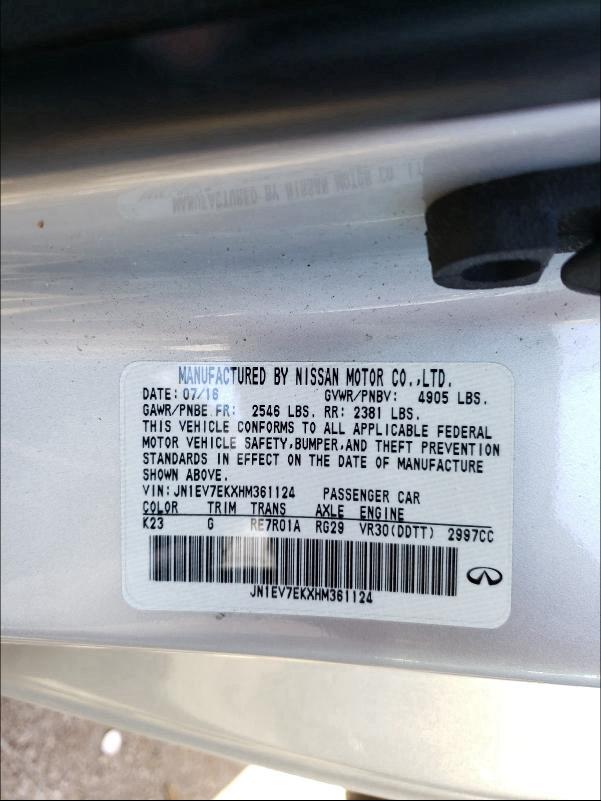 MANUFACTURED BY NISSAN MOTOR CO.,LTD.
DATE: 07/16 GVWR/PNBV: 4905 LBS.
GAWR/PNBE FR: 2546 LBS. RR: 2381 LBS.
THIS VEHICLE CONFORMS TO ALL APPLICABLE FEDERAL
MOTOR VEHICLE SAFETY,BUMPER,AND THEFT PREVENTION
STANDARDS IN EFFECT ON THE DATE OF MANUFACTURE
SHOWN ABOVE.
VIN: JN1EV7EKXHM361124 PASSENGER CAR
COLOR TRIM TRANS AXLE ENGINE
K23 G RE7R01A RG29 VR30(DDTT) 2997CC
JN1EV7EKXHM361124